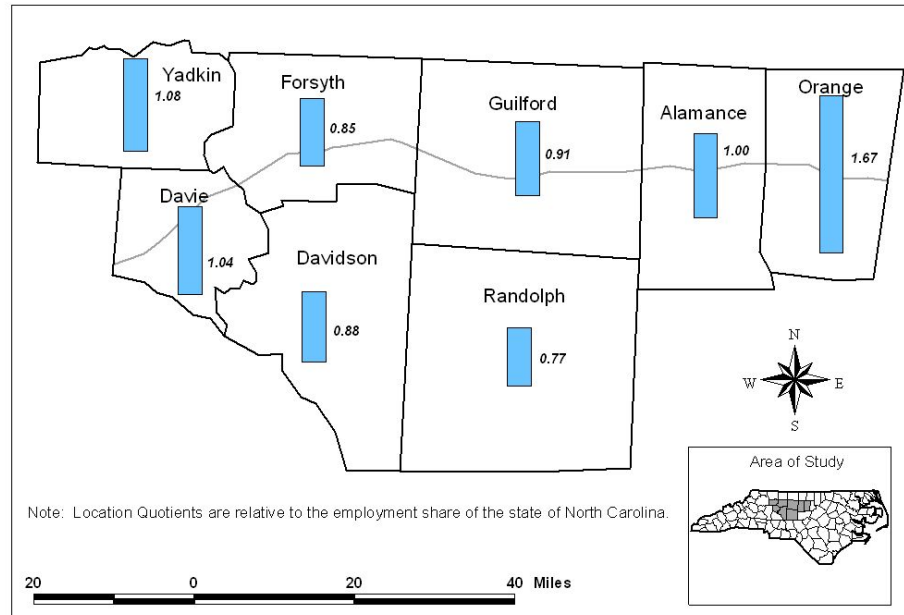 Yadkin
1.08
Forsyth
0.85
Guilford
0.91
Alamance
1.00
Orange
1.67
Davie
1.04
Davidson
0.88
Randolph
0.77
N
W E
S
Area of Study
Note: Location Quotients are relative to the employment share of the state of North Carolina.
20 0 20 40 Miles